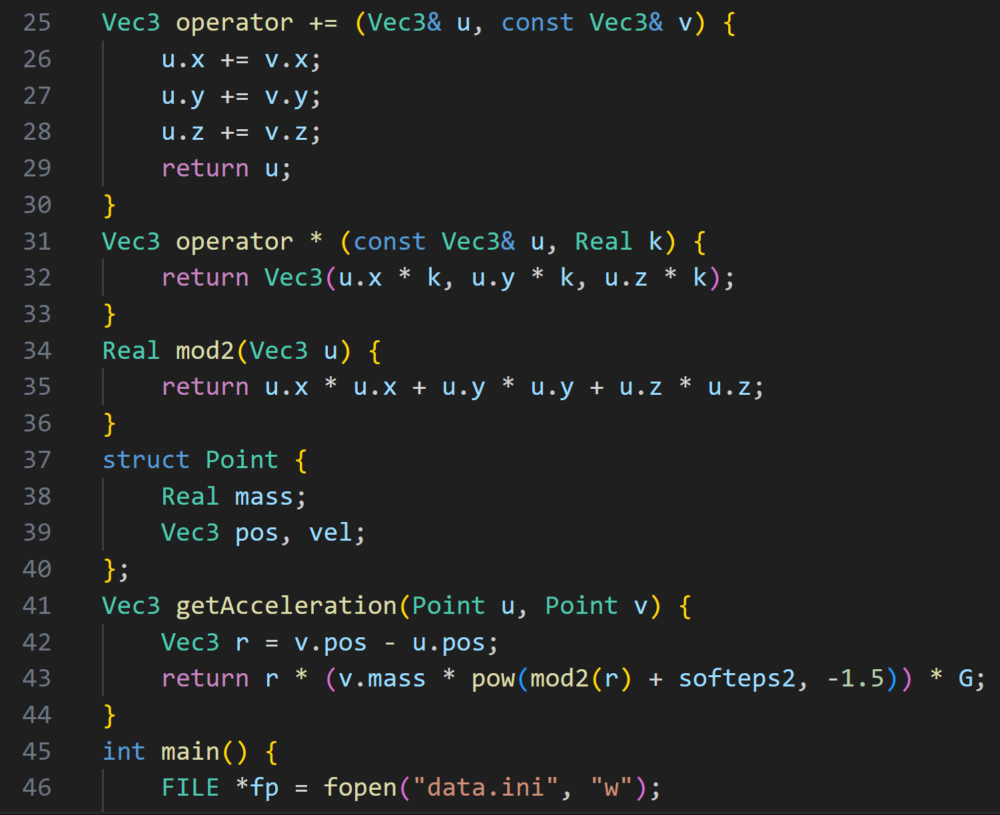 25 Vec3 operator += (Vec3& u, const Vec3& v) {
26     u.x += v.x;
27     u.y += v.y;
28     u.z += v.z;
29     return u;
30 }
31 Vec3 operator * (const Vec3& u, Real k) {
32     return Vec3(u.x * k, u.y * k, u.z * k);
33 }
34 Real mod2(Vec3 u) {
35     return u.x * u.x + u.y * u.y + u.z * u.z;
36 }
37 struct Point {
38     Real mass;
39     Vec3 pos, vel;
40 };
41 Vec3 getAcceleration(Point u, Point v) {
42     Vec3 r = v.pos - u.pos;
43     return r * (v.mass * pow(mod2(r) + softeps2, -1.5)) * G;
44 }
45 int main() {
46     FILE *fp = fopen("data.ini", "w");